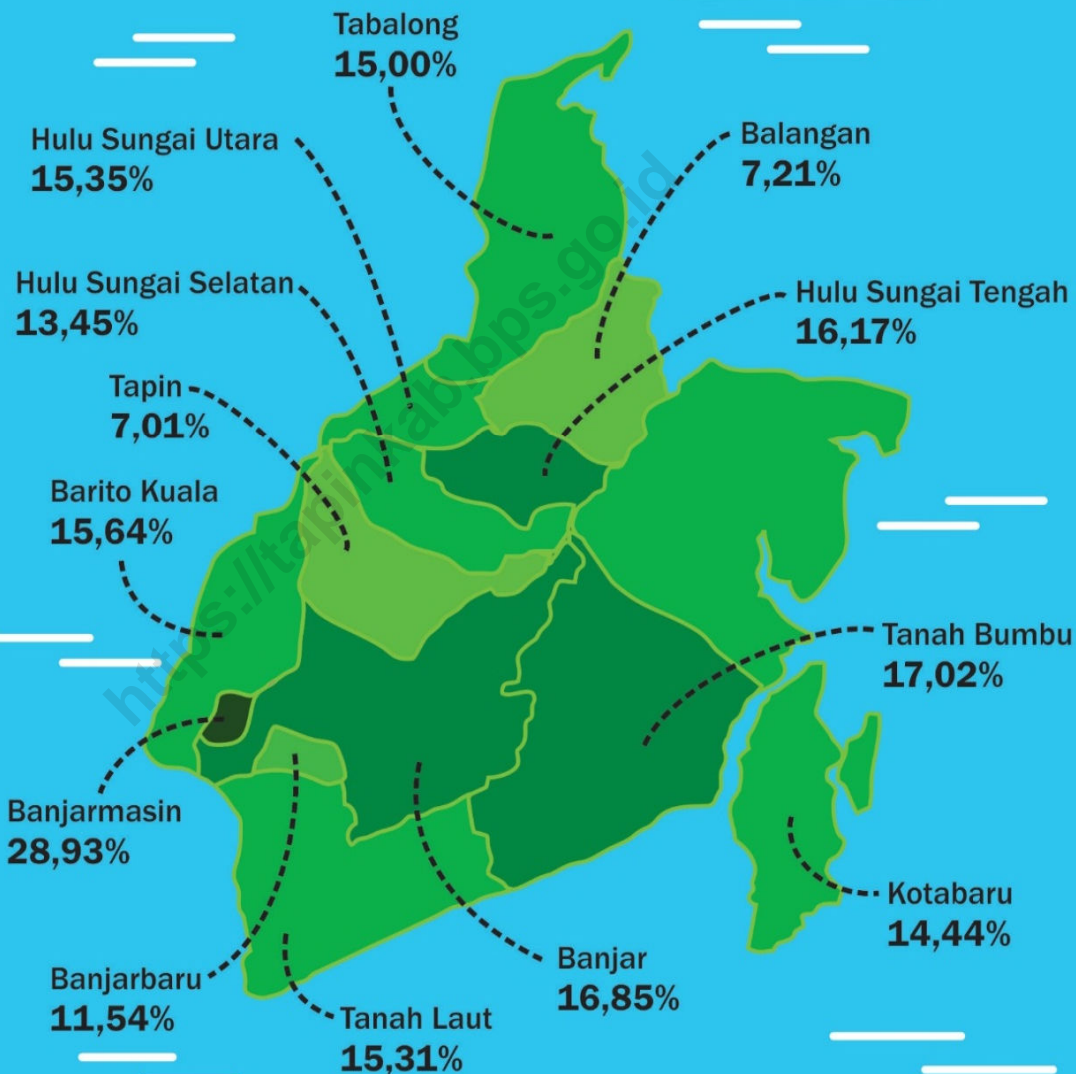 Tabalong
15,00%
Hulu Sungai Utara
15,35%
Balangan
7,21%
Hulu Sungai Selatan
13,45%
Hulu Sungai Tengah
16,17%
Tapin
7,01%
Barito Kuala
15,64%
Tanah Bumbu
17,02%
Banjarmasin
28,93%
Kotabaru
14,44%
Banjarbaru
11,54%
Banjar
16,85%
Tanah Laut
15,31%
https://tapinkab.bps.go.id